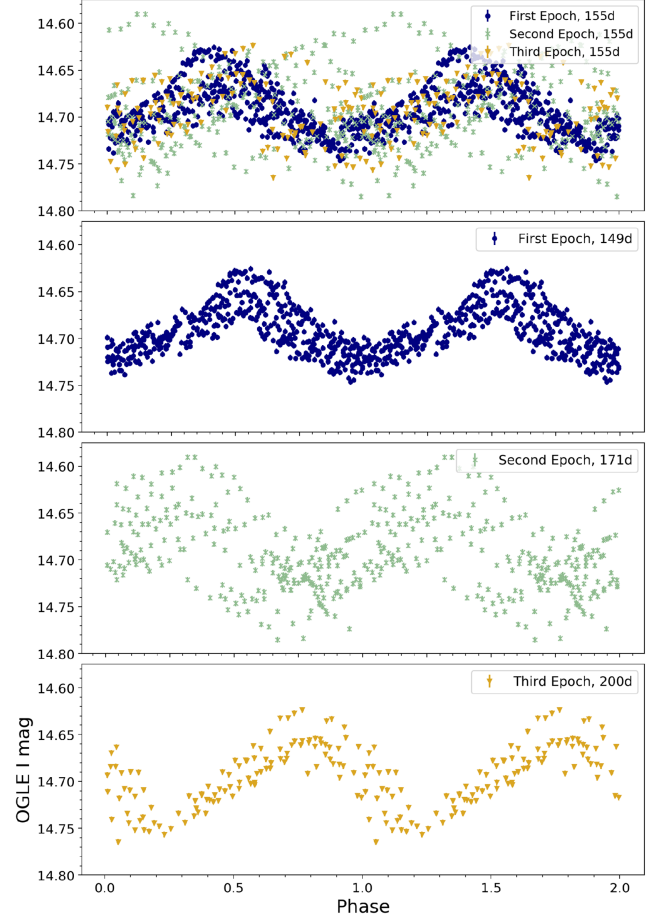 14.60
14.65
14.70
14.75
14.80
First Epoch, 155d
Second Epoch, 155d
Third Epoch, 155d
14.60
14.65
14.70
14.75
14.80
First Epoch, 149d
14.60
14.65
14.70
14.75
14.80
Second Epoch, 171d
14.60
14.65
14.70
14.75
14.80
Third Epoch, 200d
OGLE I mag
0.0 0.5 1.0 1.5 2.0
Phase